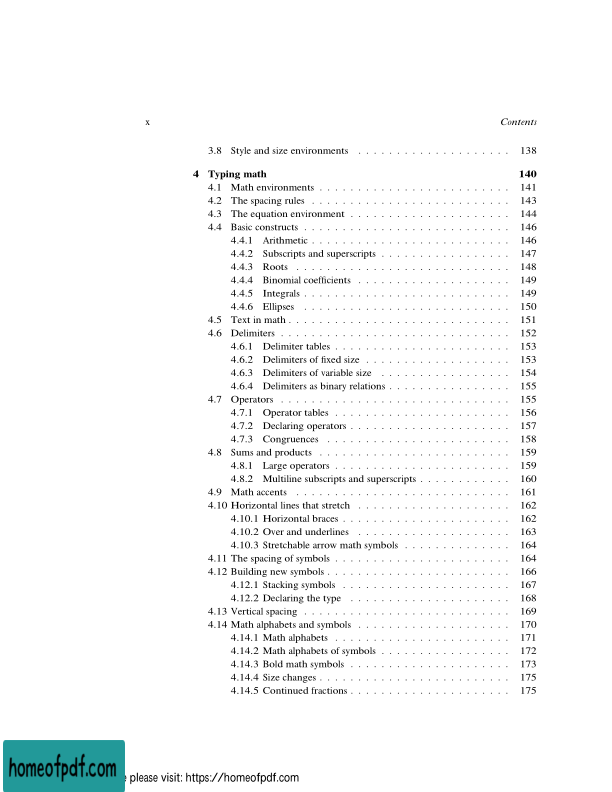 x Contents
3.8 Style and size environments . . . . . . . . . . . . . . . . . . . . 138
4 Typing math 140
4.1 Math environments . . . . . . . . . . . . . . . . . . . . . . . . . 141
4.2 The spacing rules . . . . . . . . . . . . . . . . . . . . . . . . . . 143
4.3 The equation environment . . . . . . . . . . . . . . . . . . . . . 144
4.4 Basic constructs . . . . . . . . . . . . . . . . . . . . . . . . . . . 146
4.4.1 Arithmetic . . . . . . . . . . . . . . . . . . . . . . . . . . 146
4.4.2 Subscripts and superscripts . . . . . . . . . . . . . . . . . 147
4.4.3 Roots . . . . . . . . . . . . . . . . . . . . . . . . . . . . 148
4.4.4 Binomial coefficients . . . . . . . . . . . . . . . . . . . . 149
4.4.5 Integrals . . . . . . . . . . . . . . . . . . . . . . . . . . . 149
4.4.6 Ellipses . . . . . . . . . . . . . . . . . . . . . . . . . . . 150
4.5 Text in math . . . . . . . . . . . . . . . . . . . . . . . . . . . . . 151
4.6 Delimiters . . . . . . . . . . . . . . . . . . . . . . . . . . . . . . 152
4.6.1 Delimiter tables . . . . . . . . . . . . . . . . . . . . . . . 153
4.6.2 Delimiters of fixed size . . . . . . . . . . . . . . . . . . . 153
4.6.3 Delimiters of variable size . . . . . . . . . . . . . . . . . 154
4.6.4 Delimiters as binary relations . . . . . . . . . . . . . . . . 155
4.7 Operators . . . . . . . . . . . . . . . . . . . . . . . . . . . . . . 155
4.7.1 Operator tables . . . . . . . . . . . . . . . . . . . . . . . 156
4.7.2 Declaring operators . . . . . . . . . . . . . . . . . . . . . 157
4.7.3 Congruences . . . . . . . . . . . . . . . . . . . . . . . . 158
4.8 Sums and products . . . . . . . . . . . . . . . . . . . . . . . . . 159
4.8.1 Large operators . . . . . . . . . . . . . . . . . . . . . . . 159
4.8.2 Multiline subscripts and superscripts . . . . . . . . . . . . 160
4.9 Math accents . . . . . . . . . . . . . . . . . . . . . . . . . . . . 161
4.10 Horizontal lines that stretch . . . . . . . . . . . . . . . . . . . . 162
4.10.1 Horizontal braces . . . . . . . . . . . . . . . . . . . . . . 162
4.10.2 Over and underlines . . . . . . . . . . . . . . . . . . . . 163
4.10.3 Stretchable arrow math symbols . . . . . . . . . . . . . . 164
4.11 The spacing of symbols . . . . . . . . . . . . . . . . . . . . . . . 164
4.12 Building new symbols . . . . . . . . . . . . . . . . . . . . . . . . 166
4.12.1 Stacking symbols . . . . . . . . . . . . . . . . . . . . . . 167
4.12.2 Declaring the type . . . . . . . . . . . . . . . . . . . . . 168
4.13 Vertical spacing . . . . . . . . . . . . . . . . . . . . . . . . . . . 169
4.14 Math alphabets and symbols . . . . . . . . . . . . . . . . . . . . 170
4.14.1 Math alphabets . . . . . . . . . . . . . . . . . . . . . . . 171
4.14.2 Math alphabets of symbols . . . . . . . . . . . . . . . . . 172
4.14.3 Bold math symbols . . . . . . . . . . . . . . . . . . . . . 173
4.14.4 Size changes . . . . . . . . . . . . . . . . . . . . . . . . . 175
4.14.5 Continued fractions . . . . . . . . . . . . . . . . . . . . . 175
homeofpdf.com please visit: https://homeofpdf.com